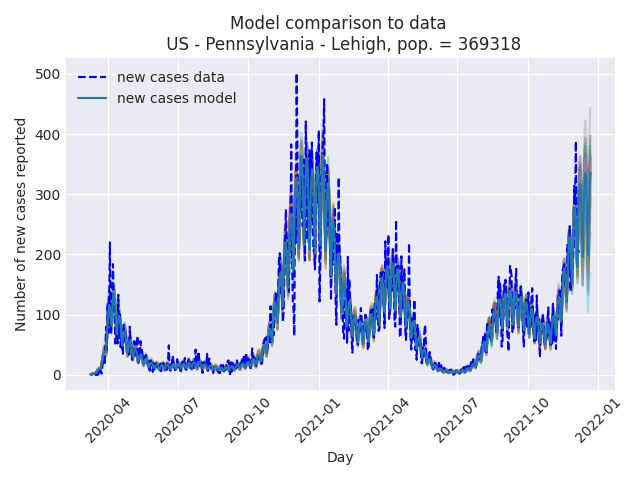 Model comparison to data
US - Pennsylvania - Lehigh, pop. = 369318
new cases data
new cases model
Number of new cases reported
500
400
300
200
100
0
2020-04
2020-07
2020-10
2021-01
2021-04
2021-07
2021-10
2022-01
Day